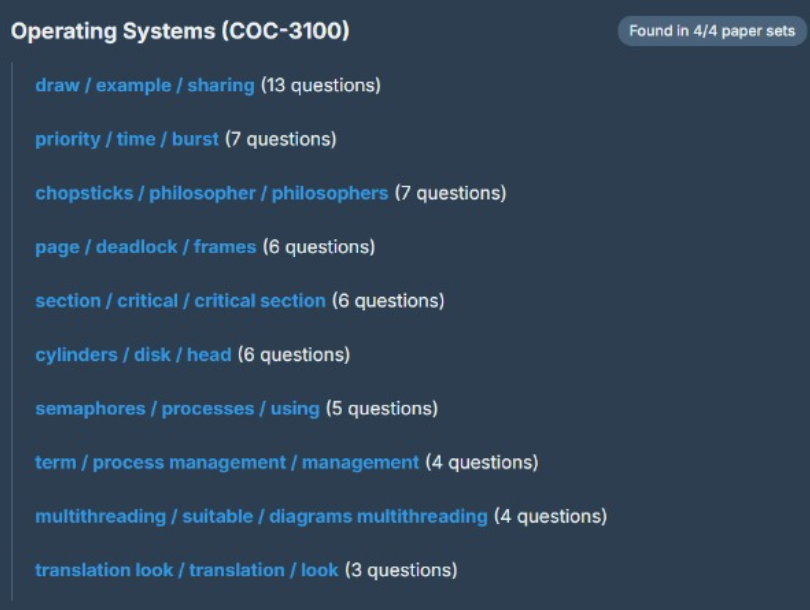 Operating Systems (COC-3100)
Found in 4/4 paper sets
draw / example / sharing (13 questions)
priority / time / burst (7 questions)
chopsticks / philosopher / philosophers (7 questions)
page / deadlock / frames (6 questions)
section / critical / critical section (6 questions)
cylinders / disk / head (6 questions)
semaphores / processes / using (5 questions)
term / process management / management (4 questions)
multithreading / suitable / diagrams multithreading (4 questions)
translation look / translation / look (3 questions)